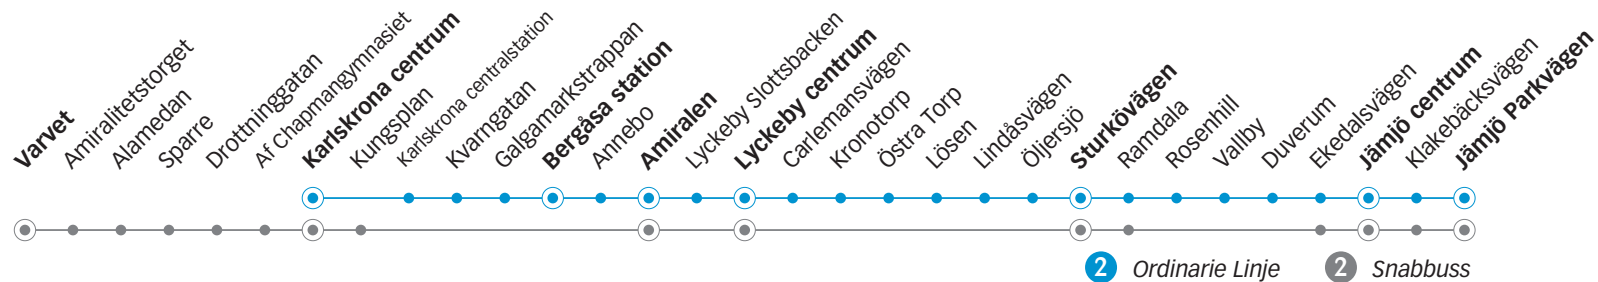 Varvet
Amiralitetstorget
Alamedan
Sparre
Drottninggatan
Af Chapmangymnasiet
Karlskrona centrum
Kungsplan
Karlskrona centralstation
Kvarngatan
Galgamarkstrappan
Bergåsa station
Annebo
Amiralen
Lyckeby Slottsbacken
Lyckeby centrum
Carlemansvägen
Kronotorp
Östra Torp
Lösen
Lindåsvägen
Öljersjö
Sturkövägen
Ramdala
Rosenhill
Vallby
Duverum
Ekedalsvägen
Jämjö centrum
Klakebäcksvägen
Jämjö Parkvägen
2 Ordinarie Linje
2 Snabbuss